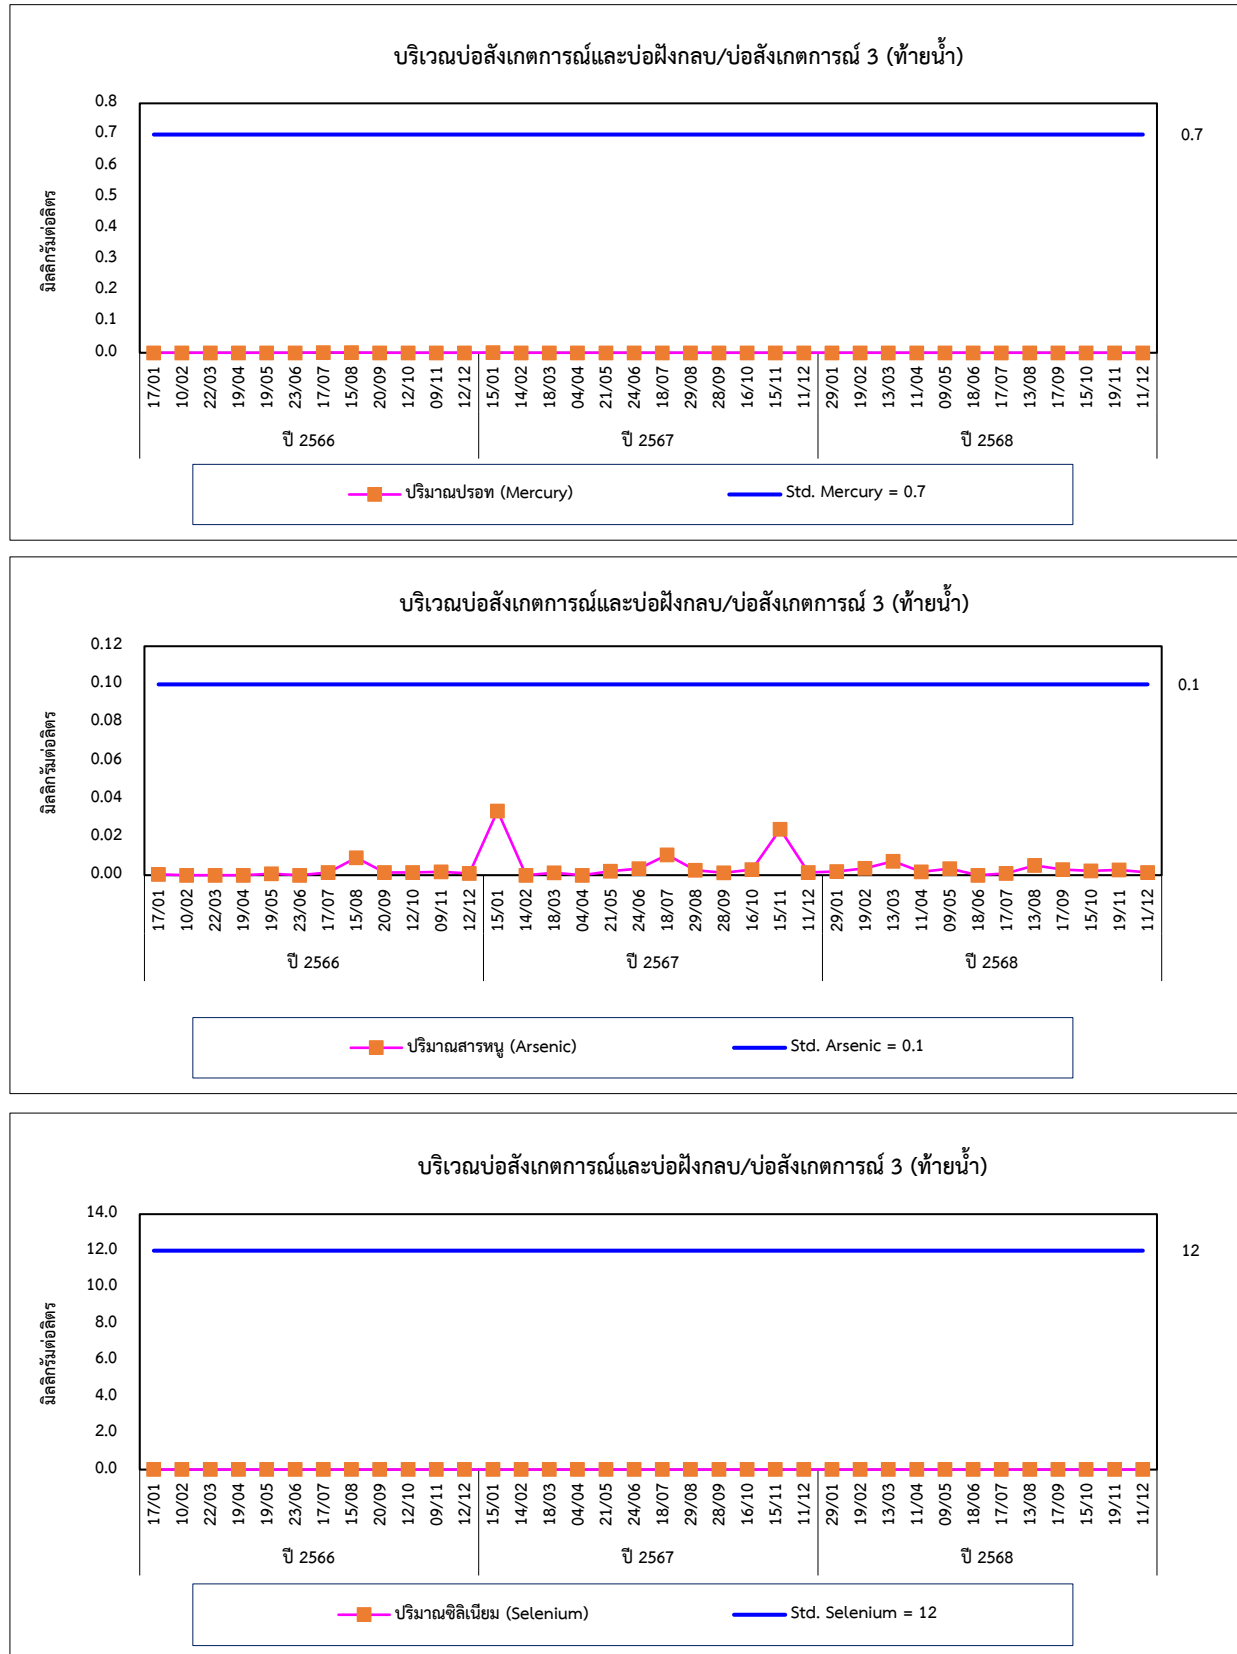 บริเวณบ่อสังเกตการณ์และบ่อฝังกลบ/บ่อสังเกตการณ์ 3 (ท้ายน้ำ)
มิลลิกรัมต่อลิตร
0.8
0.7
0.6
0.5
0.4
0.3
0.2
0.1
0.0
0.7
17/01 10/02 22/03 19/04 19/05 23/06 17/07 15/08 20/09 12/10 09/11 12/12 15/01 14/02 18/03 04/04 21/05 24/06 18/07 29/08 28/09 16/10 15/11 11/12 29/01 19/02 13/03 11/04 09/05 18/06 17/07 13/08 17/09 15/10 19/11 11/12
ปี 2566 ปี 2567 ปี 2568
ปริมาณปรอท (Mercury) Std. Mercury = 0.7
บริเวณบ่อสังเกตการณ์และบ่อฝังกลบ/บ่อสังเกตการณ์ 3 (ท้ายน้ำ)
มิลลิกรัมต่อลิตร
0.12
0.10
0.08
0.06
0.04
0.02
0.00
0.1
17/01 10/02 22/03 19/04 19/05 23/06 17/07 15/08 20/09 12/10 09/11 12/12 15/01 14/02 18/03 04/04 21/05 24/06 18/07 29/08 28/09 16/10 15/11 11/12 29/01 19/02 13/03 11/04 09/05 18/06 17/07 13/08 17/09 15/10 19/11 11/12
ปี 2566 ปี 2567 ปี 2568
ปริมาณสารหนู (Arsenic) Std. Arsenic = 0.1
บริเวณบ่อสังเกตการณ์และบ่อฝังกลบ/บ่อสังเกตการณ์ 3 (ท้ายน้ำ)
มิลลิกรัมต่อลิตร
14.0
12.0
10.0
8.0
6.0
4.0
2.0
0.0
12
17/01 10/02 22/03 19/04 19/05 23/06 17/07 15/08 20/09 12/10 09/11 12/12 15/01 14/02 18/03 04/04 21/05 24/06 18/07 29/08 28/09 16/10 15/11 11/12 29/01 19/02 13/03 11/04 09/05 18/06 17/07 13/08 17/09 15/10 19/11 11/12
ปี 2566 ปี 2567 ปี 2568
ปริมาณซิลิเนียม (Selenium) Std. Selenium = 12